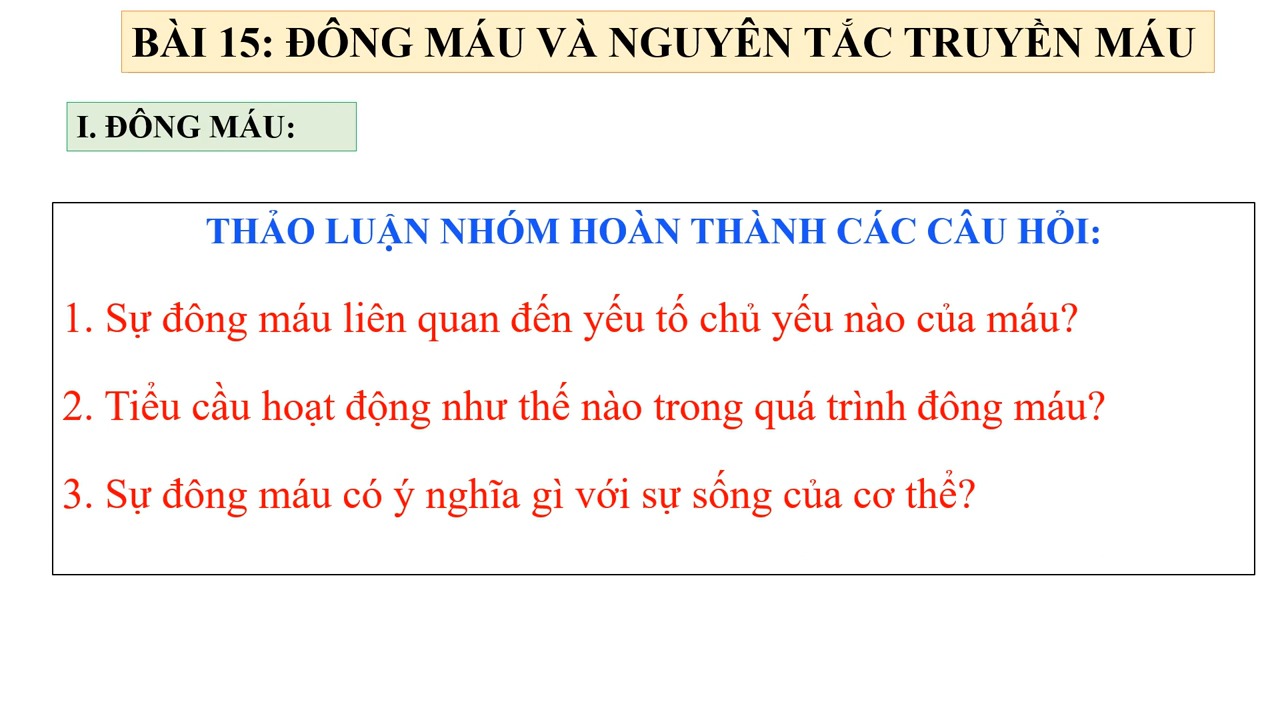 BÀI 15: ĐÔNG MÁU VÀ NGUYÊN TẮC TRUYỀN MÁU
I. ĐÔNG MÁU:
THẢO LUẬN NHÓM HOÀN THÀNH CÁC CÂU HỎI:
1. Sự đông máu liên quan đến yếu tố chủ yếu nào của máu?
2. Tiểu cầu hoạt động như thế nào trong quá trình đông máu?
3. Sự đông máu có ý nghĩa gì với sự sống của cơ thể?